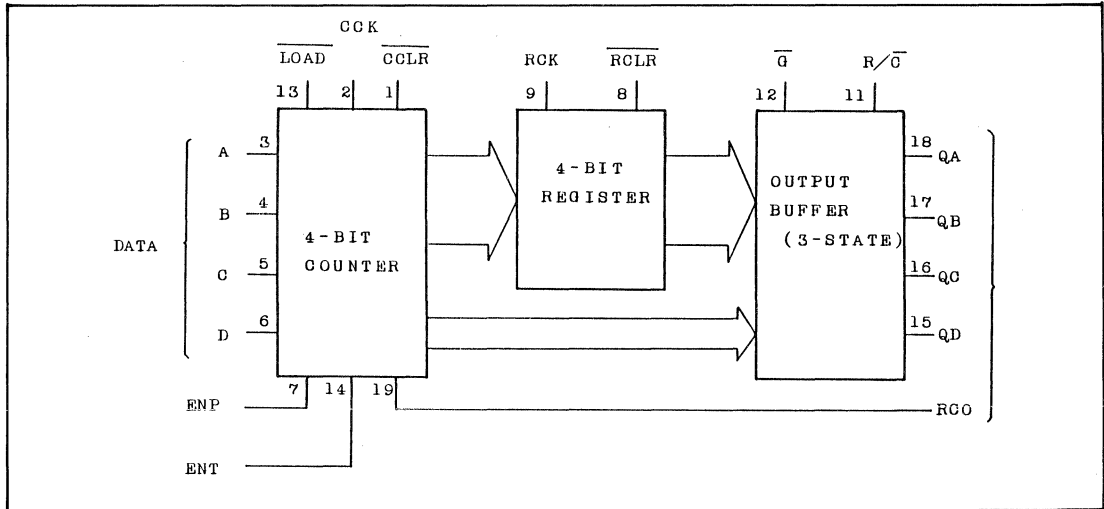 CCK
LOAD CCLR RCK RCLR G R/C
13 2 1 9 8 12 11
A 3
B 4
C 5
D 6
DATA
4-BIT
COUNTER
4-BIT
REGISTER
OUTPUT
BUFFER
(3-STATE)
18 QA
17 QB
16 QC
15 QD
7 14 19
ENP
RCO
ENT